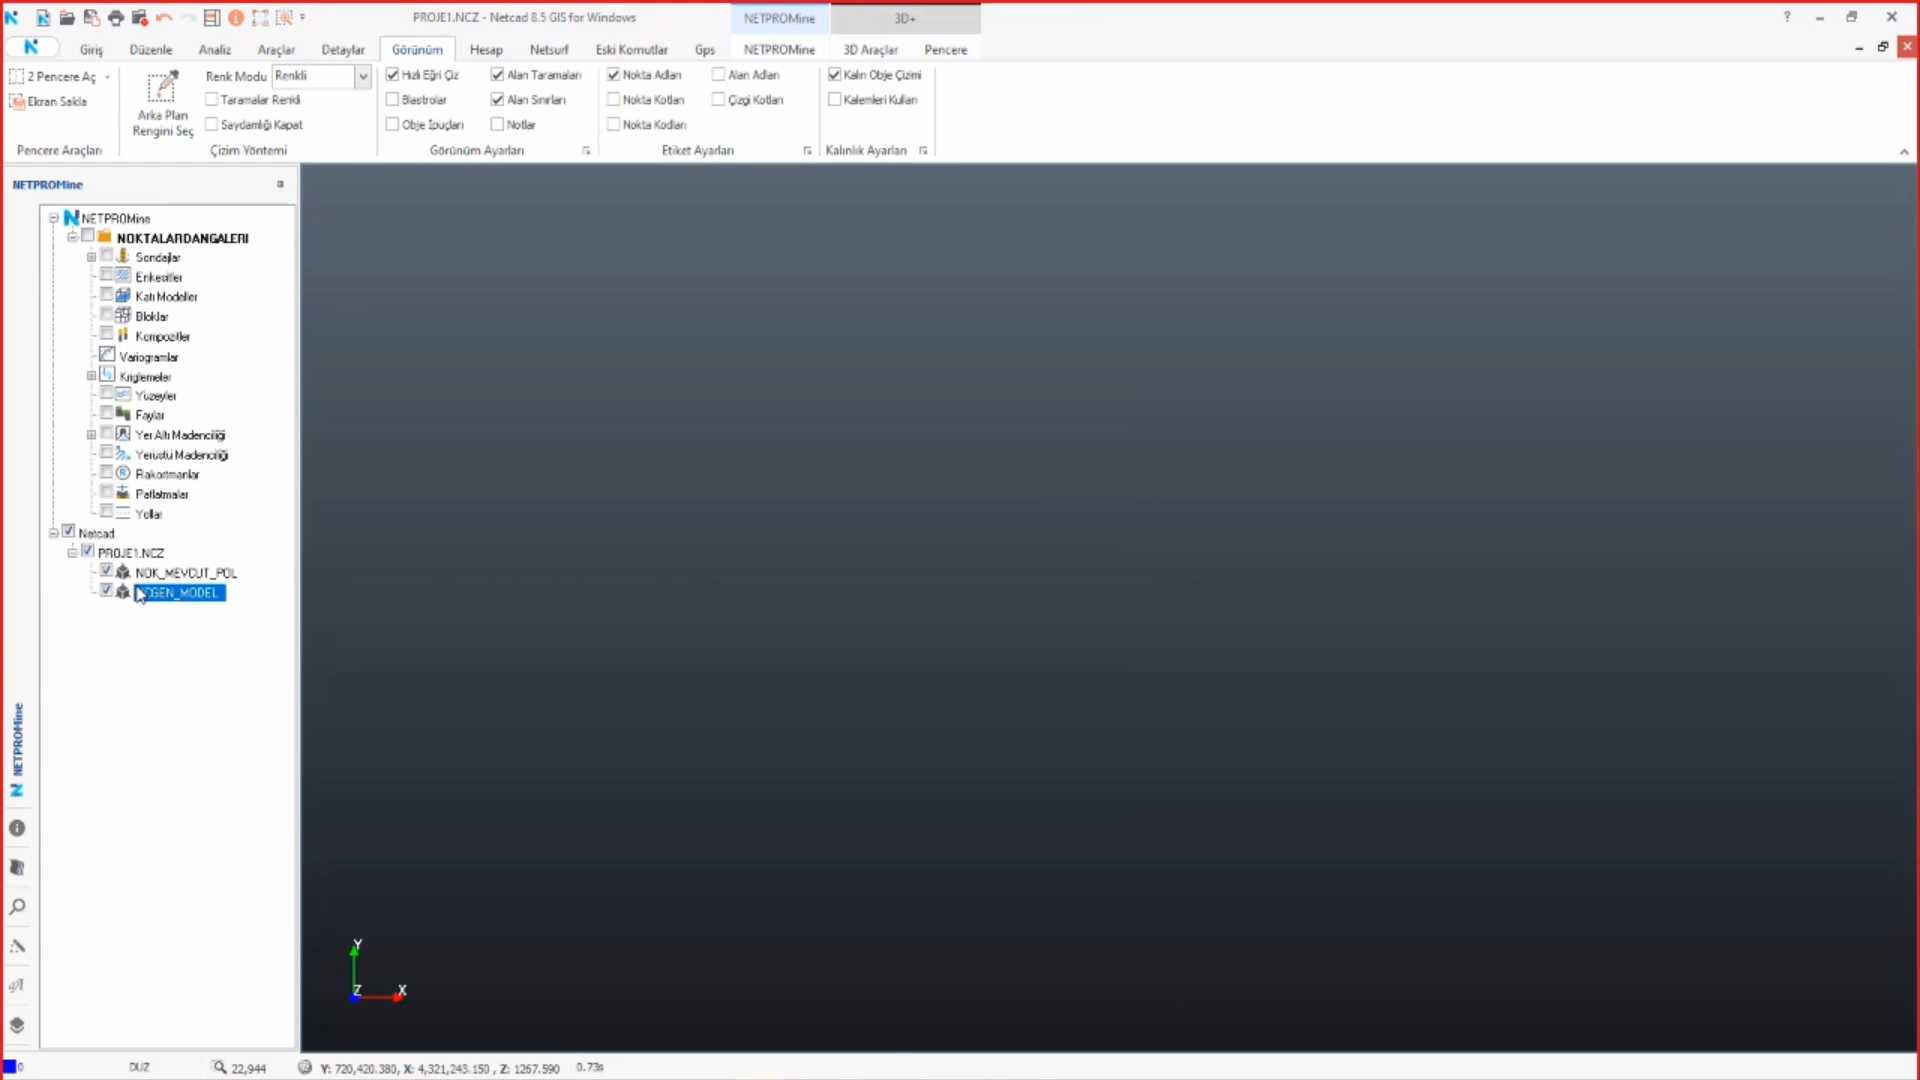 PROJE1.NCZ - Netcad 8.5 GIS for Windows
NETPROMine
3D+
Giriş Düzenle Analiz Araçlar Detaylar Görünüm Hesap Netsurf Eski Komutlar Gps NETPROMine 3D Araçlar Pencere
2 Pencere Aç
Ekran Sakla
Pencere Araçları
Arka Plan
Rengini Seç
Renk Modu Renkli
Taramalar Renkli
Saydamlığı Kapat
Çizim Yöntemi
Hızlı Eğri Çiz
Blastrolar
Obje İpuçları
Alan Taramaları
Alan Sınırları
Notlar
Görünüm Ayarları
Nokta Adları
Nokta Kotları
Nokta Kodları
Alan Adları
Çizgi Kotları
Etiket Ayarları
Kalın Obje Çizimi
Kalemleri Kullan
Kalınlık Ayarları
NETPROMine
NETPROMine
NOKTALARDANGALERI
Sondajlar
Enkesitler
Katı Modeller
Bloklar
Kompozitler
Variogramlar
Kriglemeler
Yüzeyler
Faylar
Yer Altı Madenciliği
Yerüstü Madenciliği
Rakortmanlar
Patlatmalar
Yollar
Netcad
PROJE1.NCZ
NOK_MEVCUT_POL
NETPROMine
Y
Z
X
0
DUZ
22,944
Y: 720,420.380, X: 4,321,243.150 , Z: 1267.590
0.73s